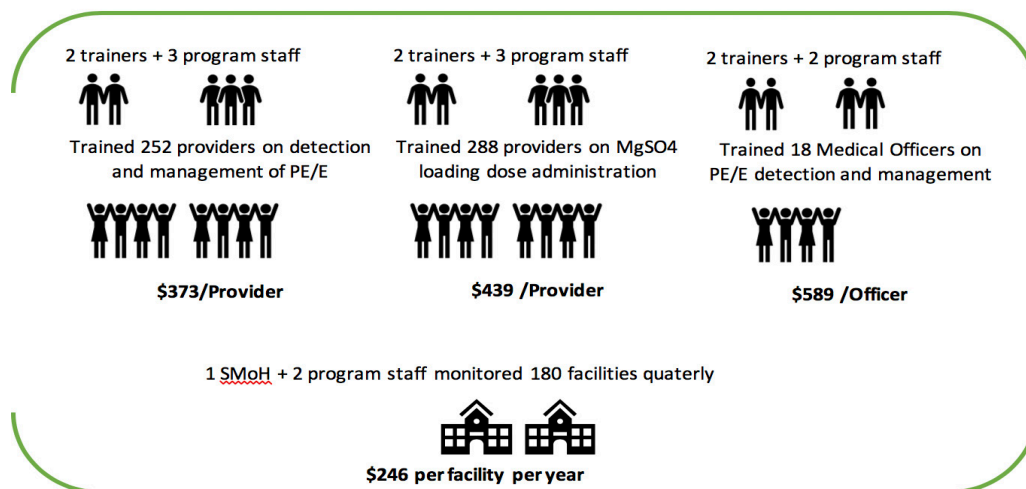 2 trainers + 3 program staff
Trained 252 providers on detection
and management of PE/E
$373/Provider
2 trainers + 3 program staff
Trained 288 providers on MgSO4
loading dose administration
$439 /Provider
2 trainers + 2 program staff
Trained 18 Medical Officers on
PE/E detection and management
$589 /Officer
1 SMoH + 2 program staff monitored 180 facilities quaterly
$246 per facility per year